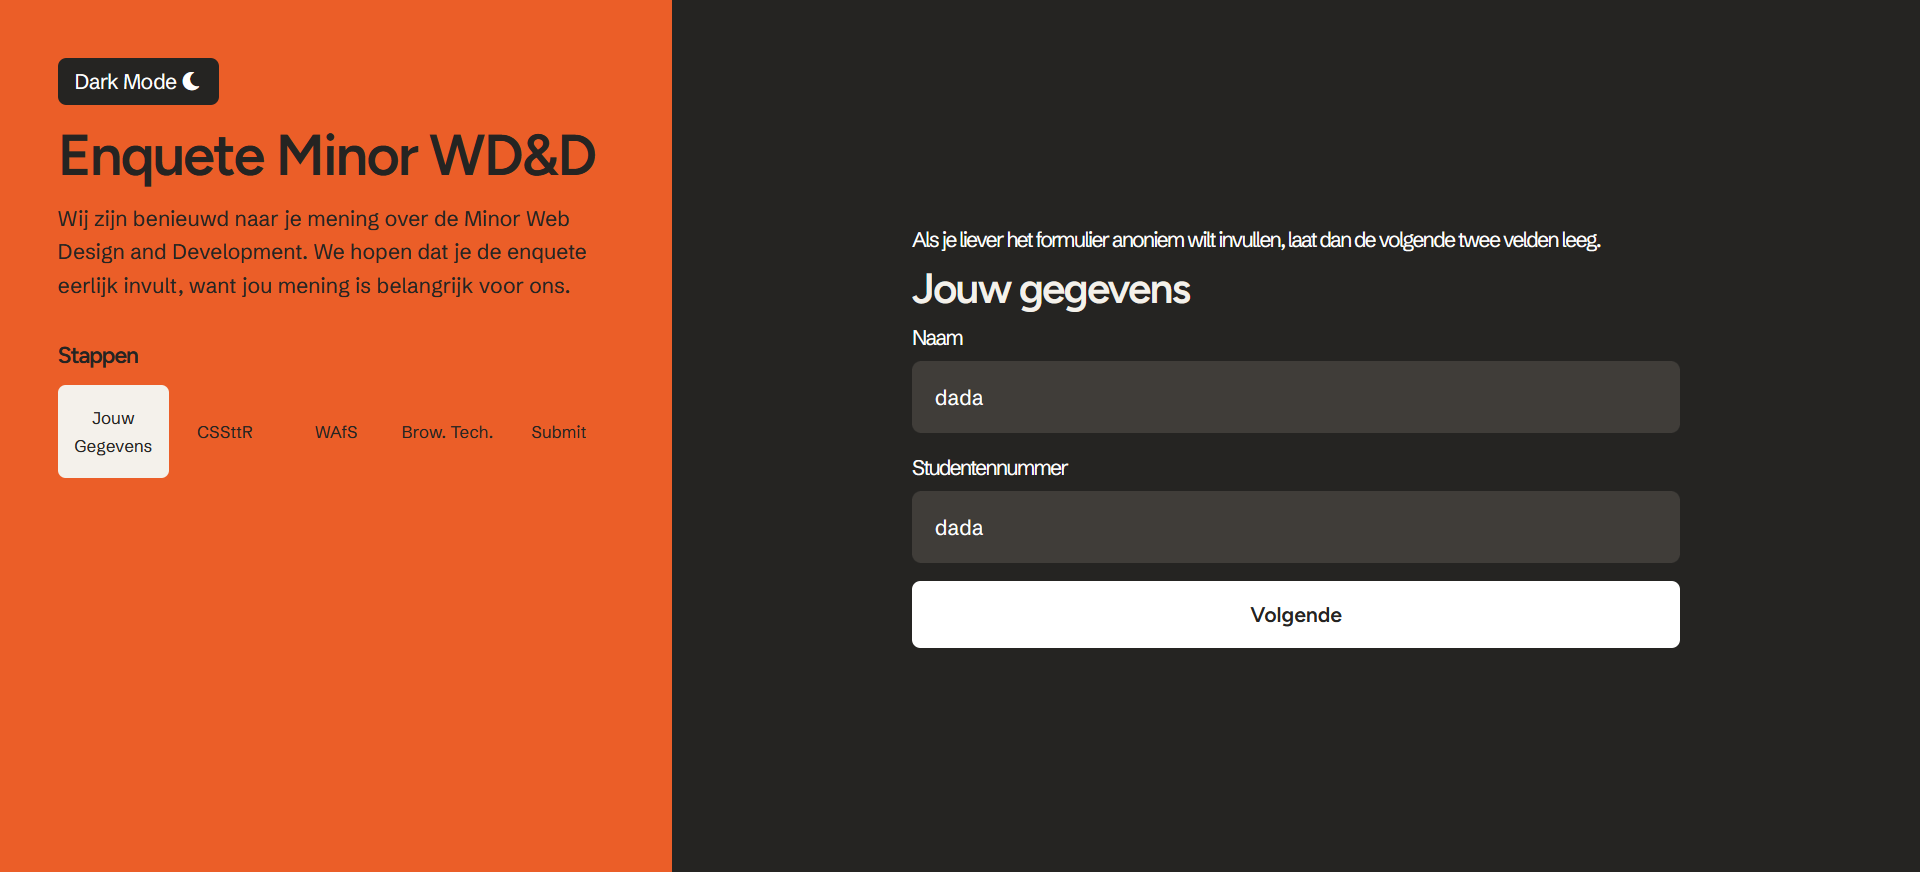 Dark Mode
Enquete Minor WD&D
Wij zijn benieuwd naar je mening over de Minor Web
Design and Development. We hopen dat je de enquete
eerlijk invult, want jou mening is belangrijk voor ons.
Stappen
Jouw
Gegevens
CSSttR
WAfS
Brow. Tech.
Submit
Als je liever het formulier anoniem wilt invullen, laat dan de volgende twee velden leeg.
Jouw gegevens
Naam
dada
Studentennummer
dada
Volgende